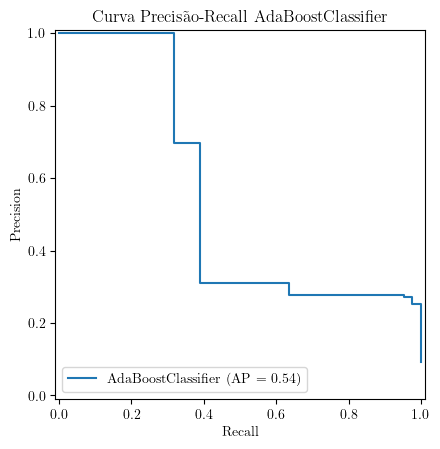 Curva Precisão-Recall AdaBoostClassifier
1.0
0.8
0.6
0.4
0.2
0.0
Precision
AdaBoostClassifier (AP = 0.54)
0.0 0.2 0.4 0.6 0.8 1.0
Recall